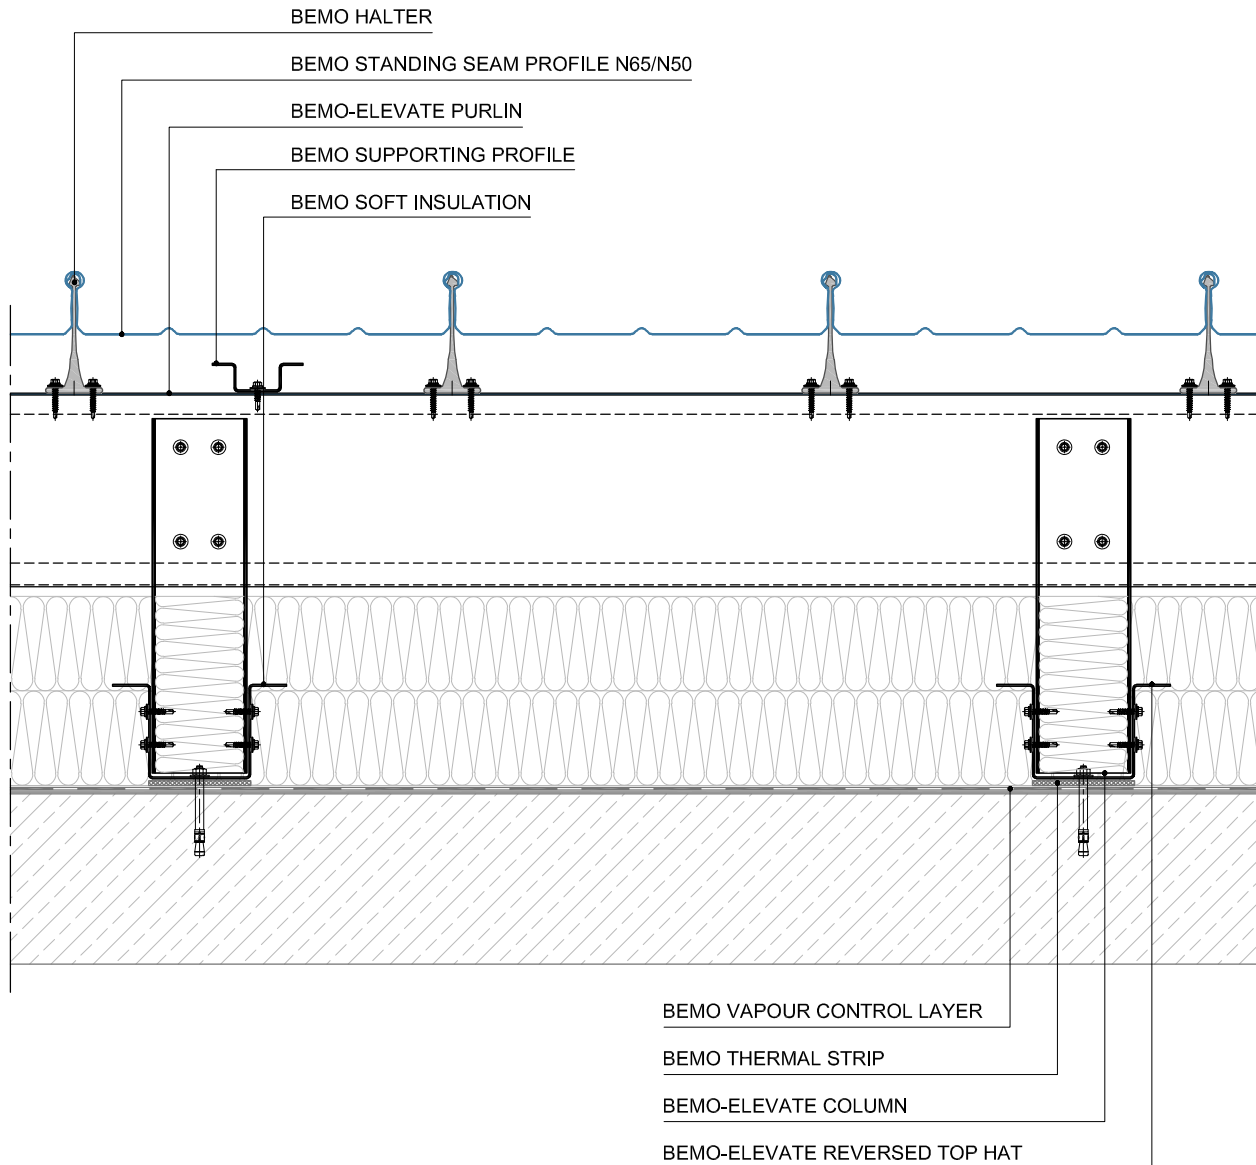 BEMO HALTER
BEMO STANDING SEAM PROFILE N65/N50
BEMO-ELEVATE PURLIN
BEMO SUPPORTING PROFILE
BEMO SOFT INSULATION
BEMO VAPOUR CONTROL LAYER
BEMO THERMAL STRIP
BEMO-ELEVATE COLUMN
BEMO-ELEVATE REVERSED TOP HAT